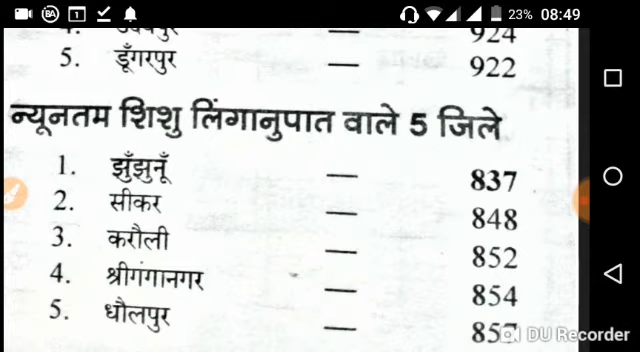 23% 08:49
924
5. डूँगरपुर — 922
न्यूनतम शिशु लिंगानुपात वाले 5 जिले
1. झुँझुनूँ — 837
2. सीकर — 848
3. करौली — 852
4. श्रीगंगानगर — 854
5. धौलपुर —
DU Recorder